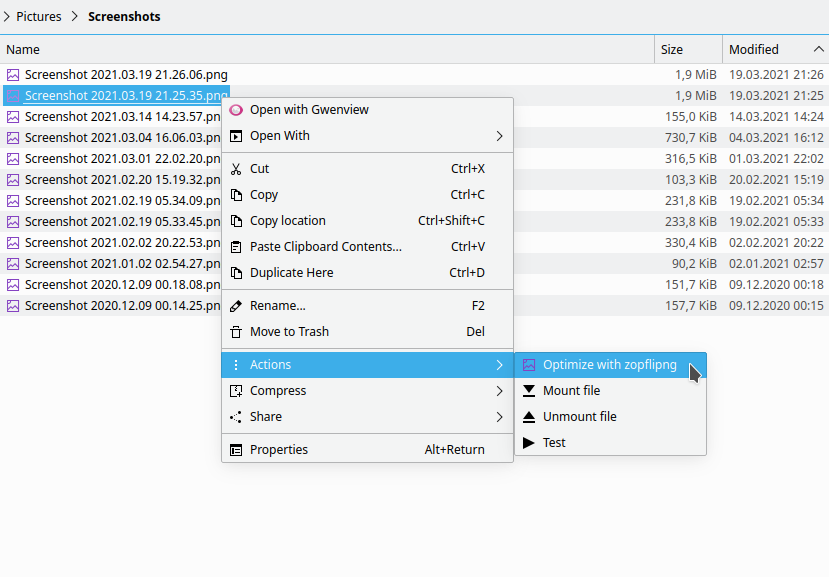 Pictures Screenshots
Name Size Modified
Screenshot 2021.03.19 21.26.06.png 1,9 MiB 19.03.2021 21:26
Screenshot 2021.03.19 21.25.35.png 1,9 MiB 19.03.2021 21:25
Screenshot 2021.03.14 14.23.57.pn 155,0 KiB 14.03.2021 14:24
Screenshot 2021.03.04 16.06.03.pn 730,7 KiB 04.03.2021 16:12
Screenshot 2021.03.01 22.02.20.pn 316,5 KiB 01.03.2021 22:02
Screenshot 2021.02.20 15.19.32.pn 103,3 KiB 20.02.2021 15:19
Screenshot 2021.02.19 05.34.09.pn 231,8 KiB 19.02.2021 05:34
Screenshot 2021.02.19 05.33.45.pn 233,8 KiB 19.02.2021 05:33
Screenshot 2021.02.02 20.22.53.pn 330,4 KiB 02.02.2021 20:22
Screenshot 2021.01.02 02.54.27.pn 90,2 KiB 02.01.2021 02:57
Screenshot 2020.12.09 00.18.08.pn 151,7 KiB 09.12.2020 00:18
Screenshot 2020.12.09 00.14.25.pn 157,7 KiB 09.12.2020 00:15
Open with Gwenview
Open With
Cut Ctrl+X
Copy Ctrl+C
Copy location Ctrl+Shift+C
Paste Clipboard Contents... Ctrl+V
Duplicate Here Ctrl+D
Rename... F2
Move to Trash Del
Actions
Compress
Share
Properties Alt+Return
Optimize with zopflipng
Mount file
Unmount file
Test